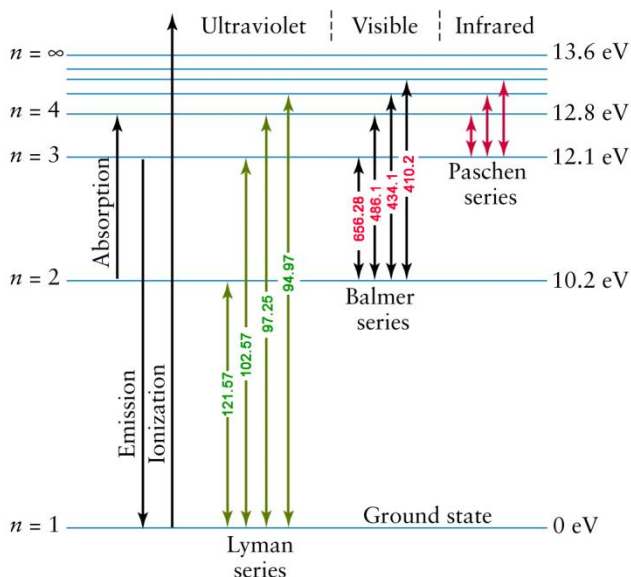 Ultraviolet | Visible | Infrared
n = ∞
13.6 eV
n = 4
12.8 eV
n = 3
12.1 eV
n = 2
10.2 eV
n = 1
0 eV
Absorption
Emission
Ionization
121.57
102.57
97.25
94.97
Lyman
series
656.28
486.1
434.1
410.2
Balmer
series
Paschen
series
Ground state